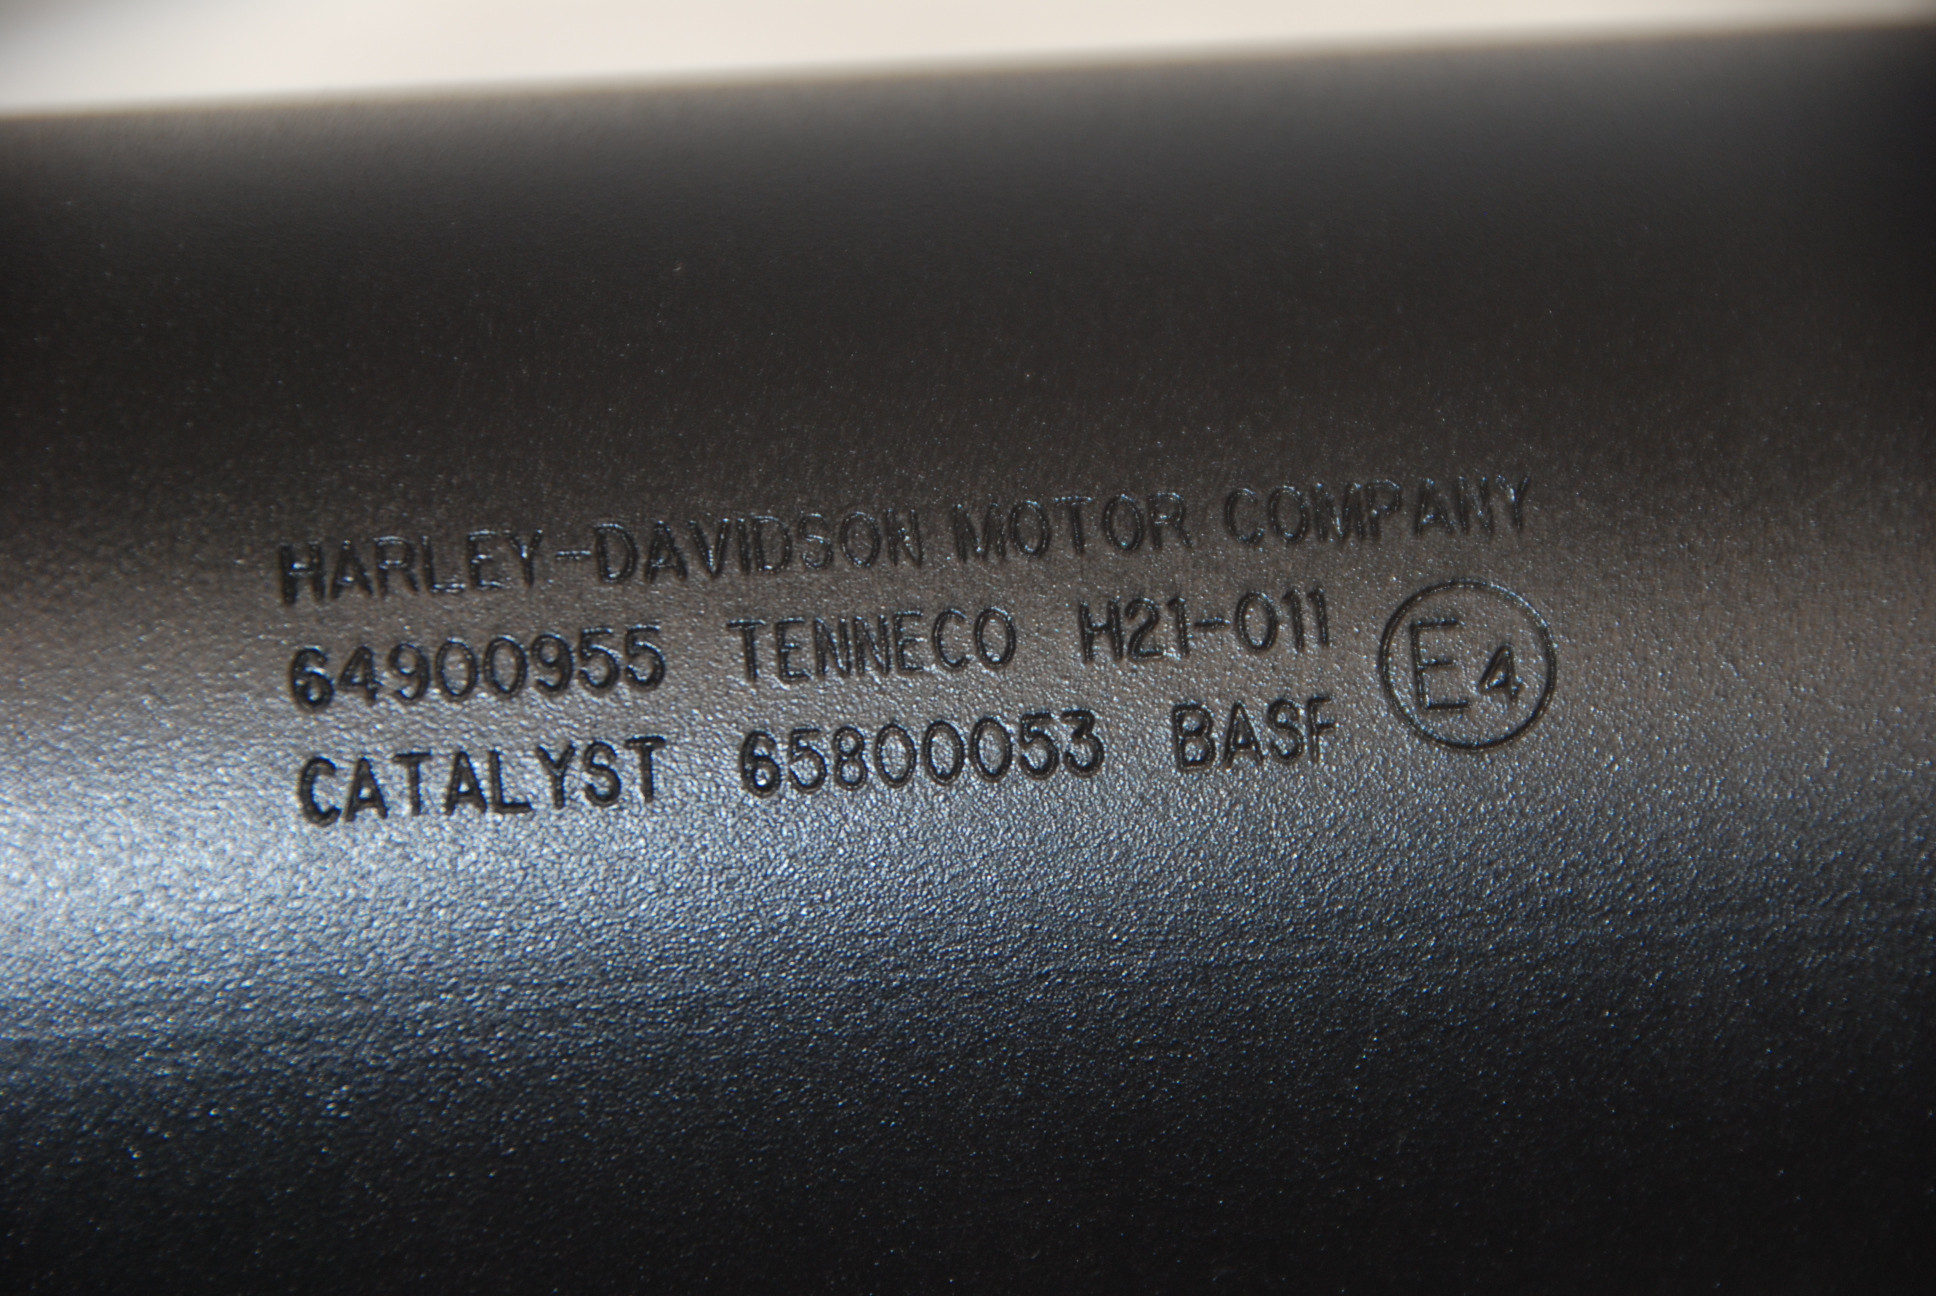 HARLEY-DAVIDSON MOTOR COMPANY
64900955 TENNECO H21-011 E4
CATALYST 65800053 BASF